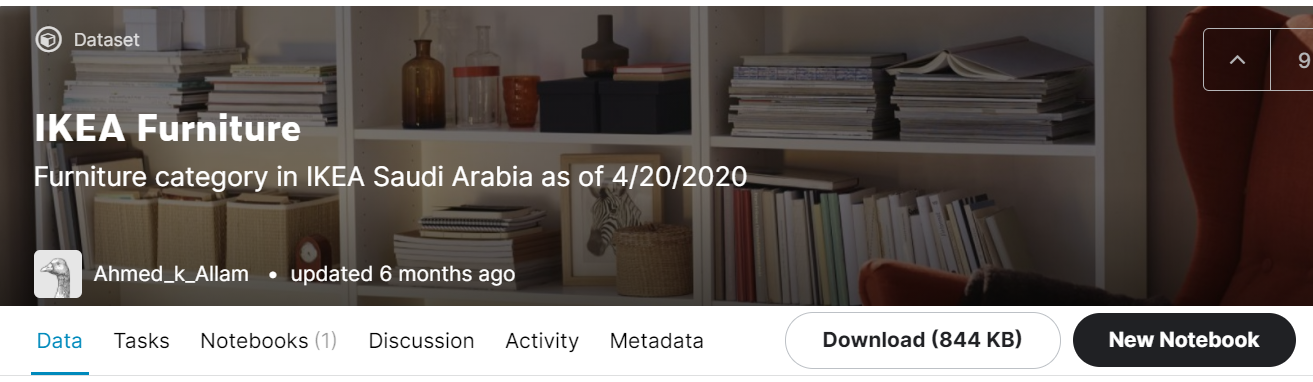 Dataset
9
IKEA Furniture
Furniture category in IKEA Saudi Arabia as of 4/20/2020
Ahmed_k_Allam • updated 6 months ago
Data Tasks Notebooks (1) Discussion Activity Metadata Download (844 KB) New Notebook